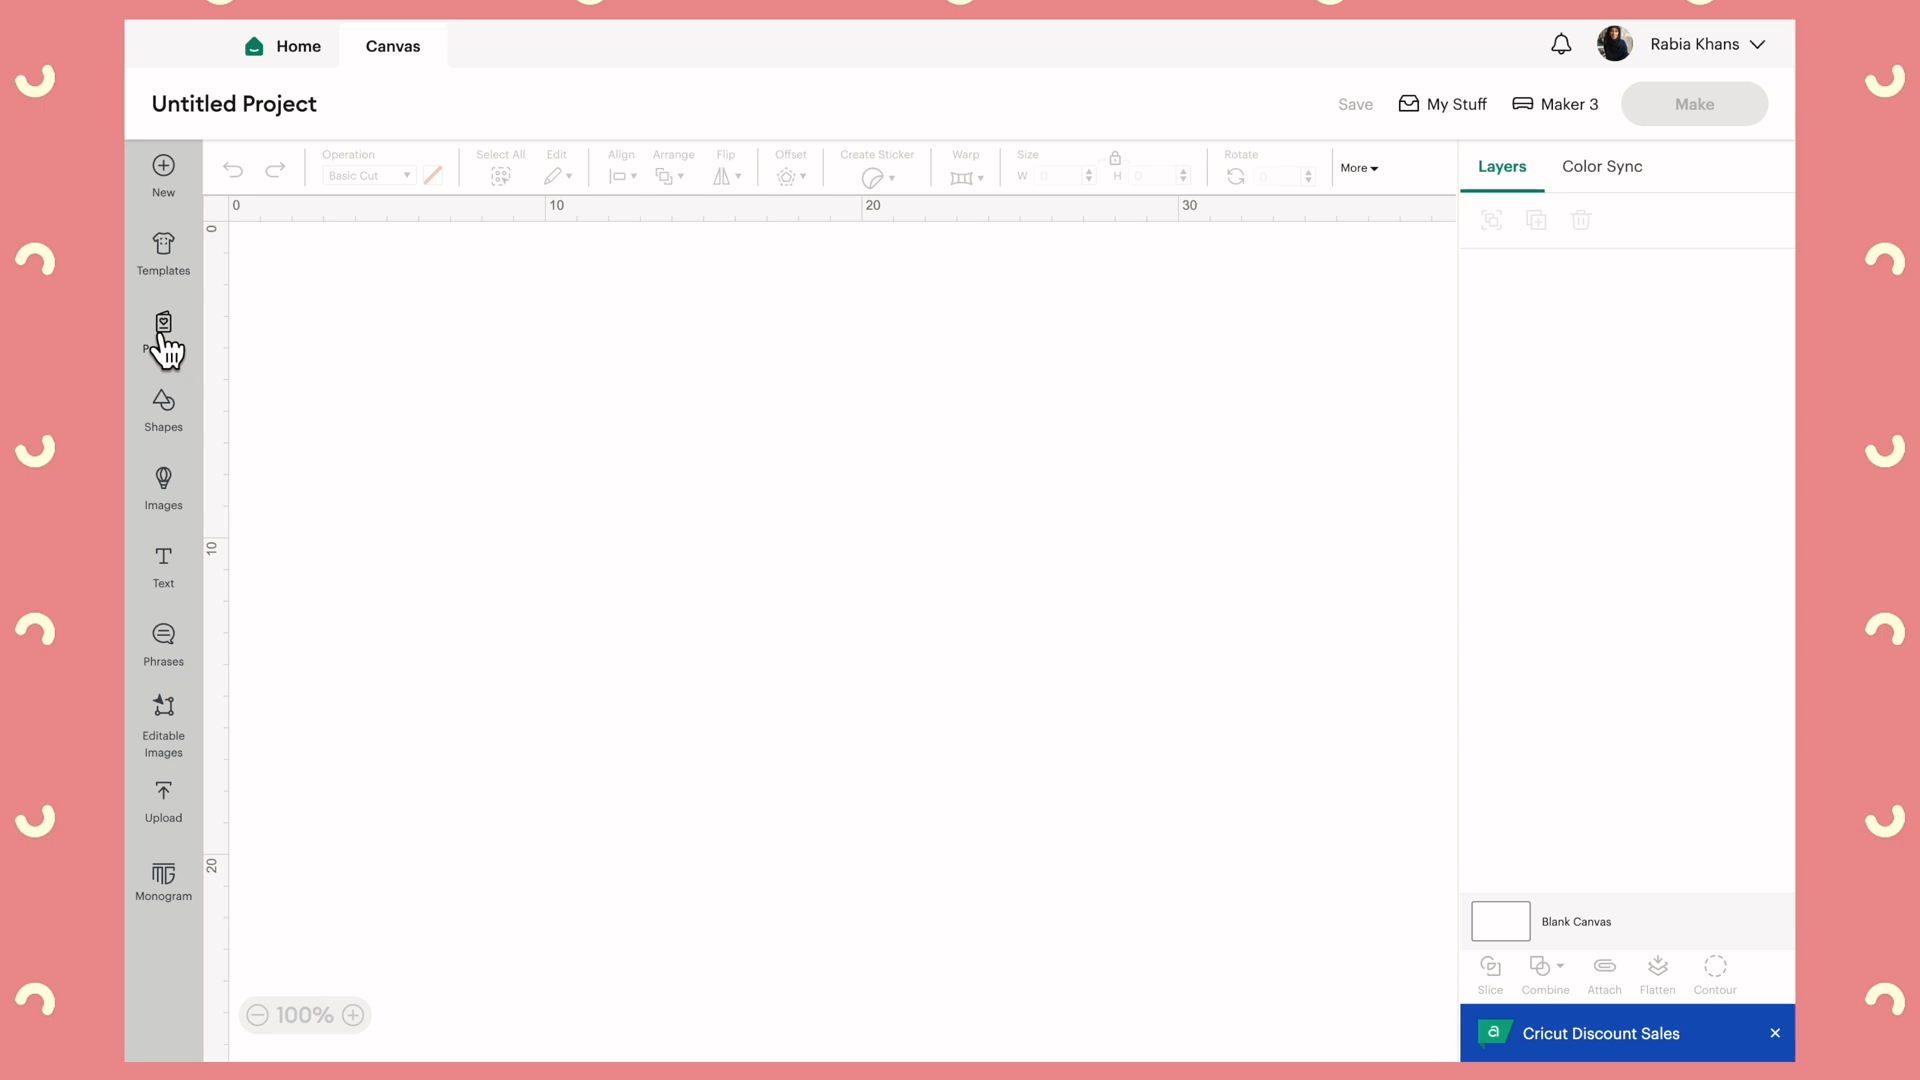 Home
Canvas
Rabia Khans
Untitled Project
Save
My Stuff
Maker 3
Make
New
Templates
Shapes
Images
Text
Phrases
Editable
Images
Upload
Monogram
Operation
Basic Cut
Select All
Edit
Align
Arrange
Flip
Offset
Create Sticker
Warp
Size
W 0
H 0
Rotate
0
More
0 10 20 30
0
10
20
100%
Layers
Color Sync
Blank Canvas
Slice
Combine
Attach
Flatten
Contour
a
Cricut Discount Sales